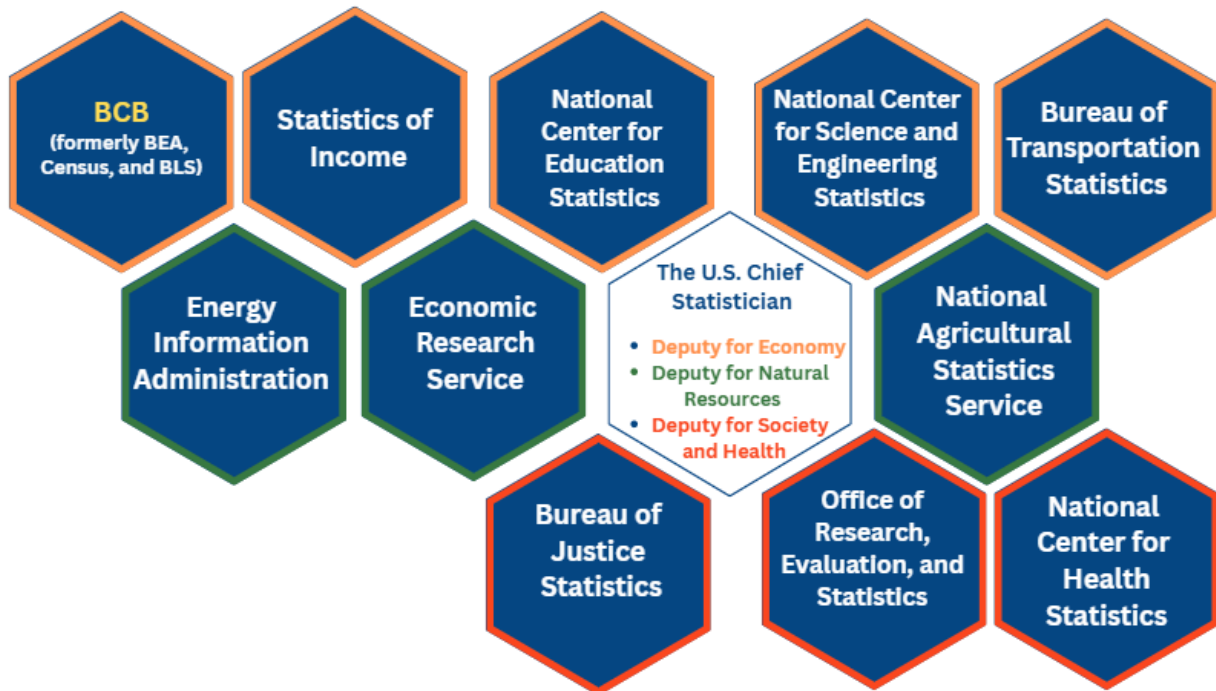 BCB
(formerly BEA,
Census, and BLS)
Statistics of
Income
National
Center for
Education
Statistics
National Center
for Science and
Engineering
Statistics
Bureau of
Transportation
Statistics
Energy
Information
Administration
Economic
Research
Service
The U.S. Chief
Statistician
• Deputy for Economy
• Deputy for Natural
Resources
• Deputy for Society
and Health
National
Agricultural
Statistics
Service
Bureau of
Justice
Statistics
Office of
Research,
Evaluation, and
Statistics
National
Center for
Health
Statistics